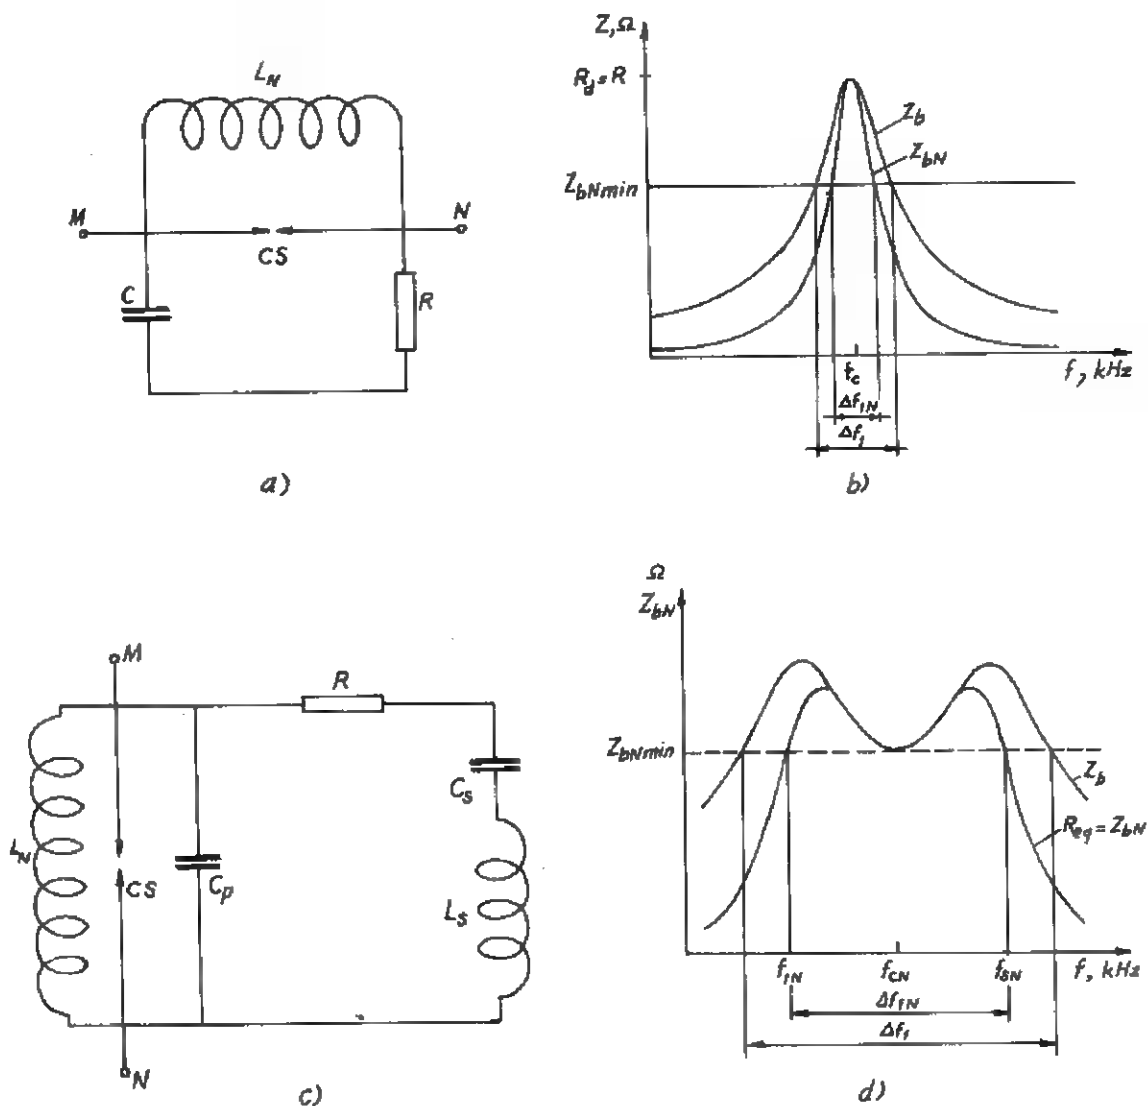 L_N
M
N
CS
C
R
a)
Z, Ω
R_d = R
Z_b
Z_bN
Z_bNmin
f_c
f, kHz
Δf_1N
Δf_1
b)
M
R
C_s
L_N
CS
C_p
L_s
N
c)
Ω
Z_bN
Z_bNmin
Z_b
R_eq = Z_bN
f_1N
f_CN
f, kHz
Δf_1N
Δf_1
d)